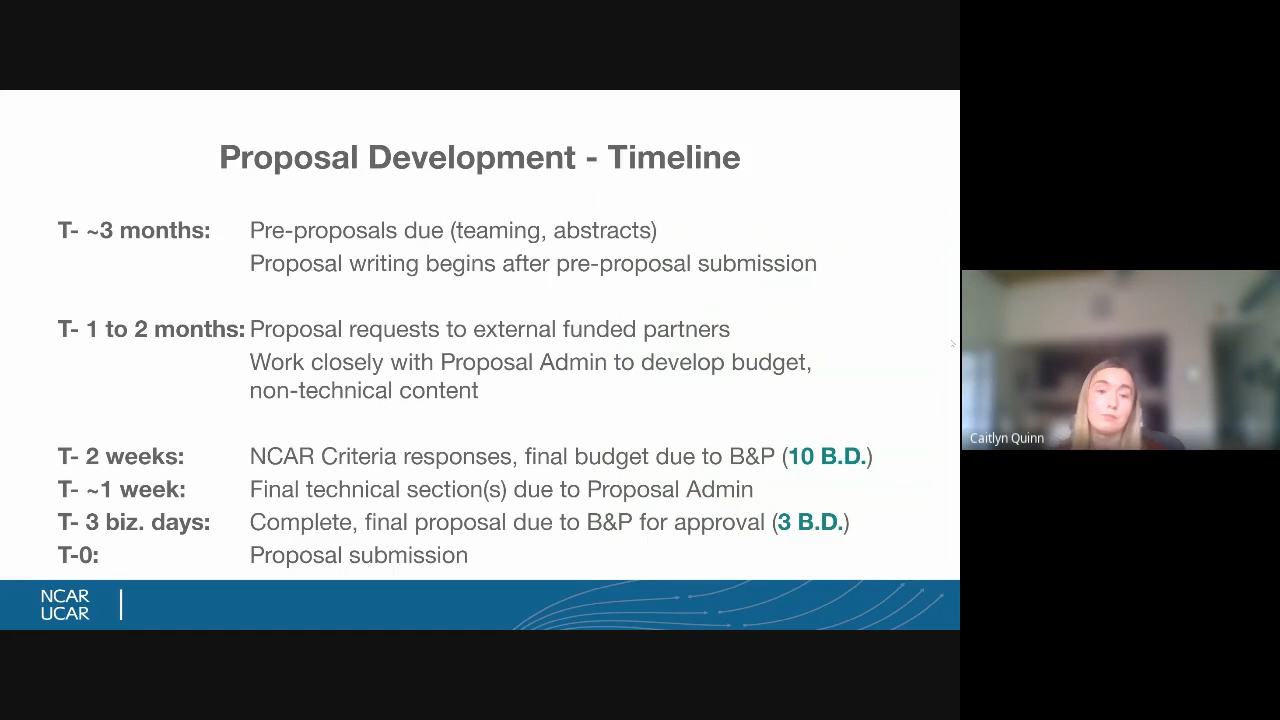 Proposal Development - Timeline
T- ~3 months: Pre-proposals due (teaming, abstracts)
Proposal writing begins after pre-proposal submission
T- 1 to 2 months: Proposal requests to external funded partners
Work closely with Proposal Admin to develop budget,
non-technical content
T- 2 weeks: NCAR Criteria responses, final budget due to B&P (10 B.D.)
T- ~1 week: Final technical section(s) due to Proposal Admin
T- 3 biz. days: Complete, final proposal due to B&P for approval (3 B.D.)
T-0: Proposal submission
NCAR
UCAR
Caitlyn Quinn